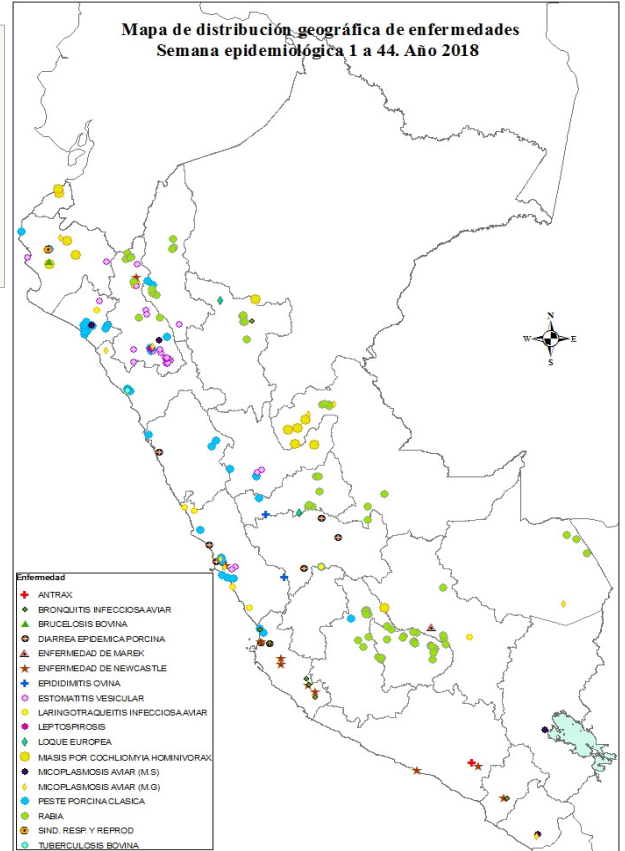 Mapa de distribución geográfica de enfermedades
Semana epidemiológica 1 a 44. Año 2018
N
W E
S
Enfermedad
ANTRAX
BRONQUITIS INFECCIOSA AVIAR
BRUCELOSIS BOVINA
DIARREA EPIDEMICA PORCINA
ENFERMEDAD DE MAREK
ENFERMEDAD DE NEWCASTLE
EPIDIDIMITIS OVINA
ESTOMATITIS VESICULAR
LARINGOTRAQUEITIS INFECCIOSA AVIAR
LEPTOSPIROSIS
LOQUE EUROPEA
MIASIS POR COCHLIOMYIA HOMINIVORAX
MICOPLASMOSIS AVIAR (M.S)
MICOPLASMOSIS AVIAR (M.G)
PESTE PORCINA CLASICA
RABIA
SIND. RESP. Y REPROD
TUBERCULOSIS BOVINA